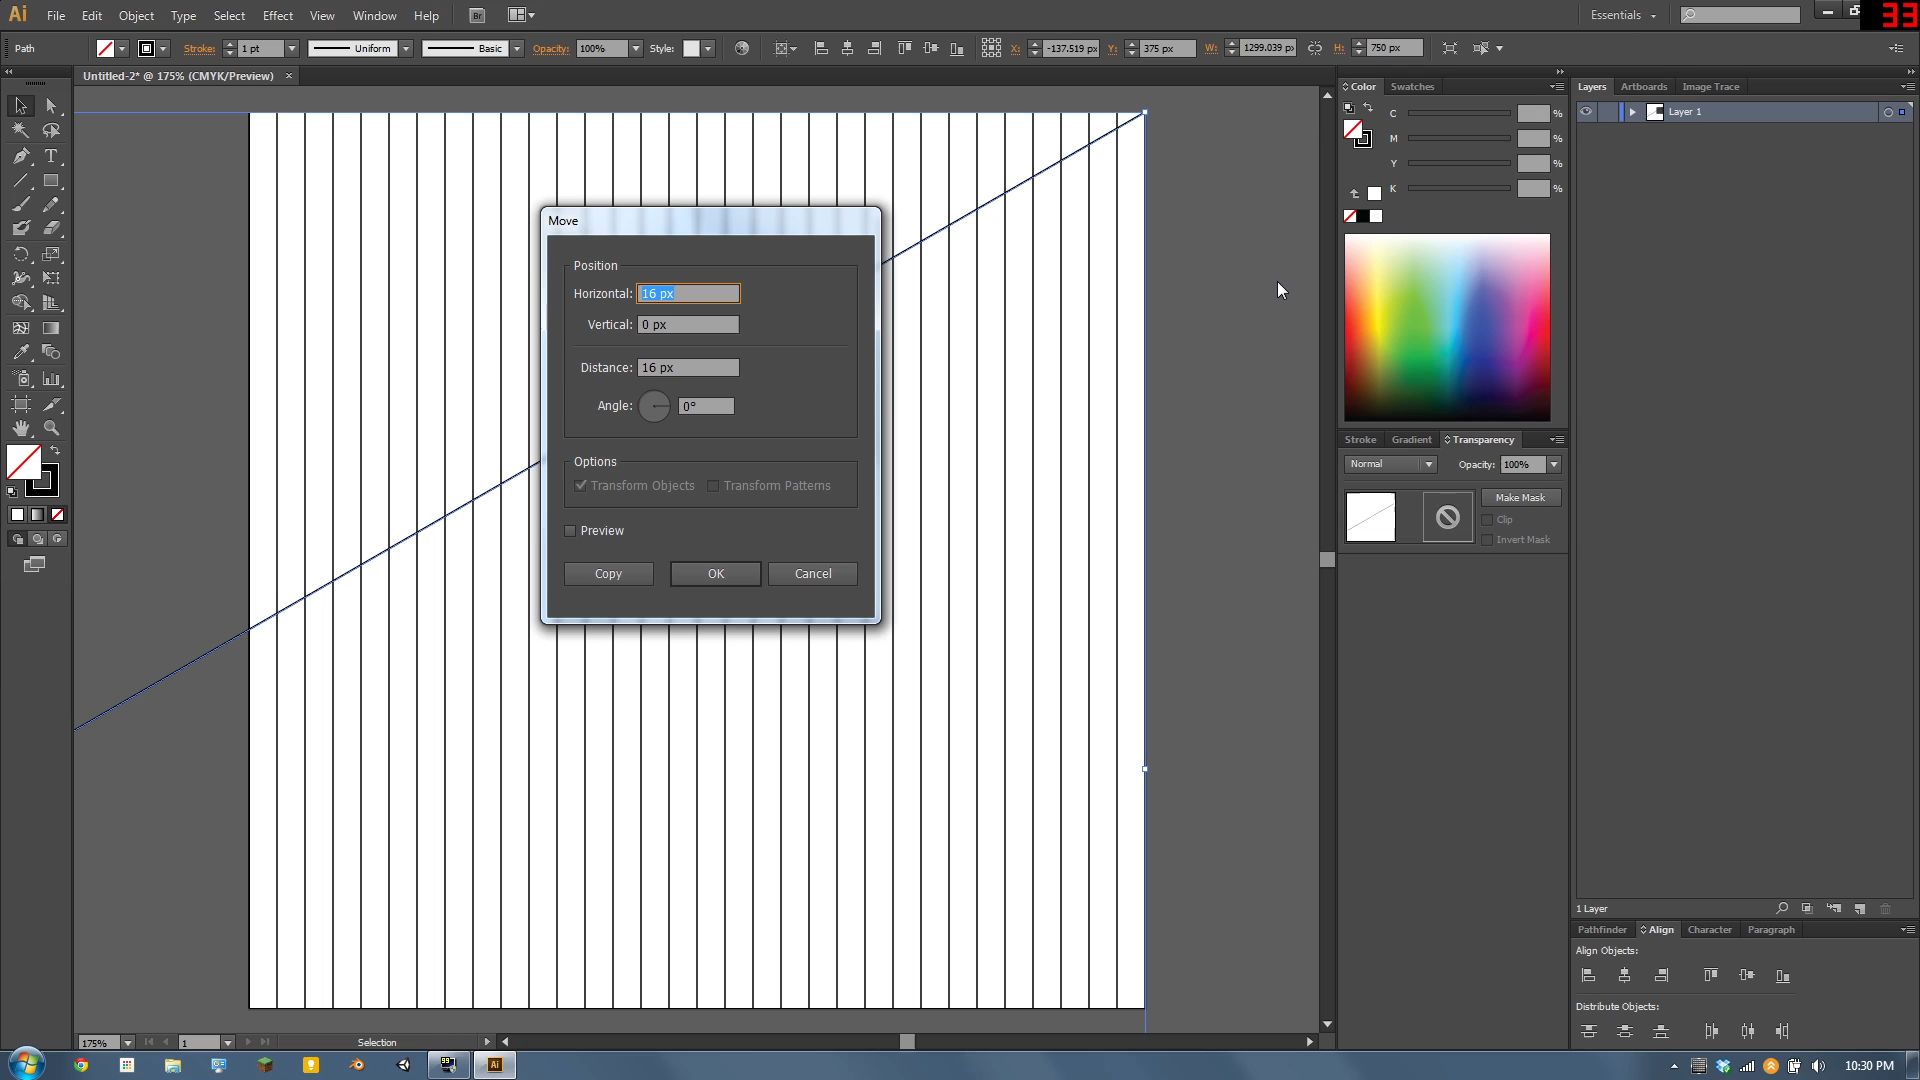 Ai File Edit Object Type Select Effect View Window Help Br Essentials 33
Path Stroke: 1 pt Uniform Basic Opacity: 100% Style: X: -137.519 px Y: 375 px W: 1299.039 px H: 750 px
Untitled-2* @ 175% (CMYK/Preview)
Move
Position
Horizontal: 16 px
Vertical: 0 px
Distance: 16 px
Angle: 0°
Options
Transform Objects Transform Patterns
Preview
Copy OK Cancel
Color Swatches
C %
M %
Y %
K %
Stroke Gradient Transparency
Normal Opacity: 100%
Make Mask
Clip
Invert Mask
Layers Artboards Image Trace
Layer 1
1 Layer
Pathfinder Align Character Paragraph
Align Objects:
Distribute Objects:
175% 1 Selection
99 Ai 10:30 PM